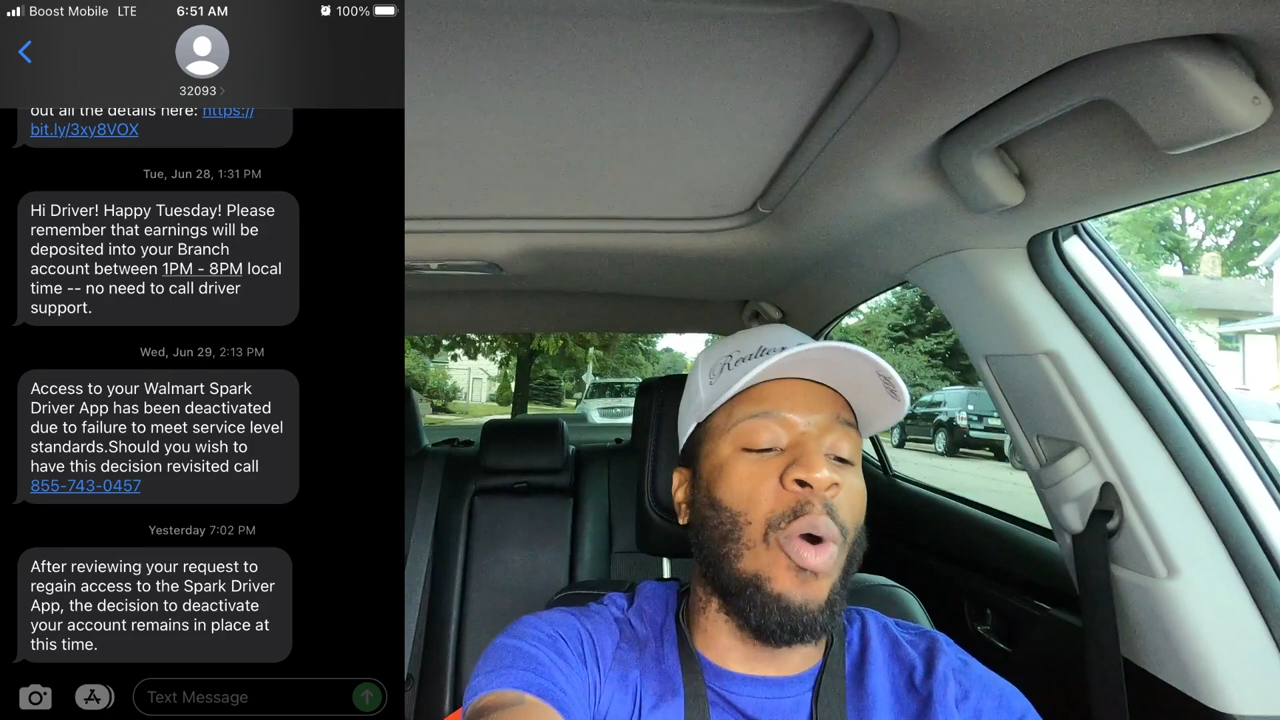 Boost Mobile LTE 6:51 AM 100%
32093
out all the details here: https://
bit.ly/3xy8VOX
Tue, Jun 28, 1:31 PM
Hi Driver! Happy Tuesday! Please
remember that earnings will be
deposited into your Branch
account between 1PM - 8PM local
time -- no need to call driver
support.
Wed, Jun 29, 2:13 PM
Access to your Walmart Spark
Driver App has been deactivated
due to failure to meet service level
standards.Should you wish to
have this decision revisited call
855-743-0457
Yesterday 7:02 PM
After reviewing your request to
regain access to the Spark Driver
App, the decision to deactivate
your account remains in place at
this time.
Text Message
Realtor